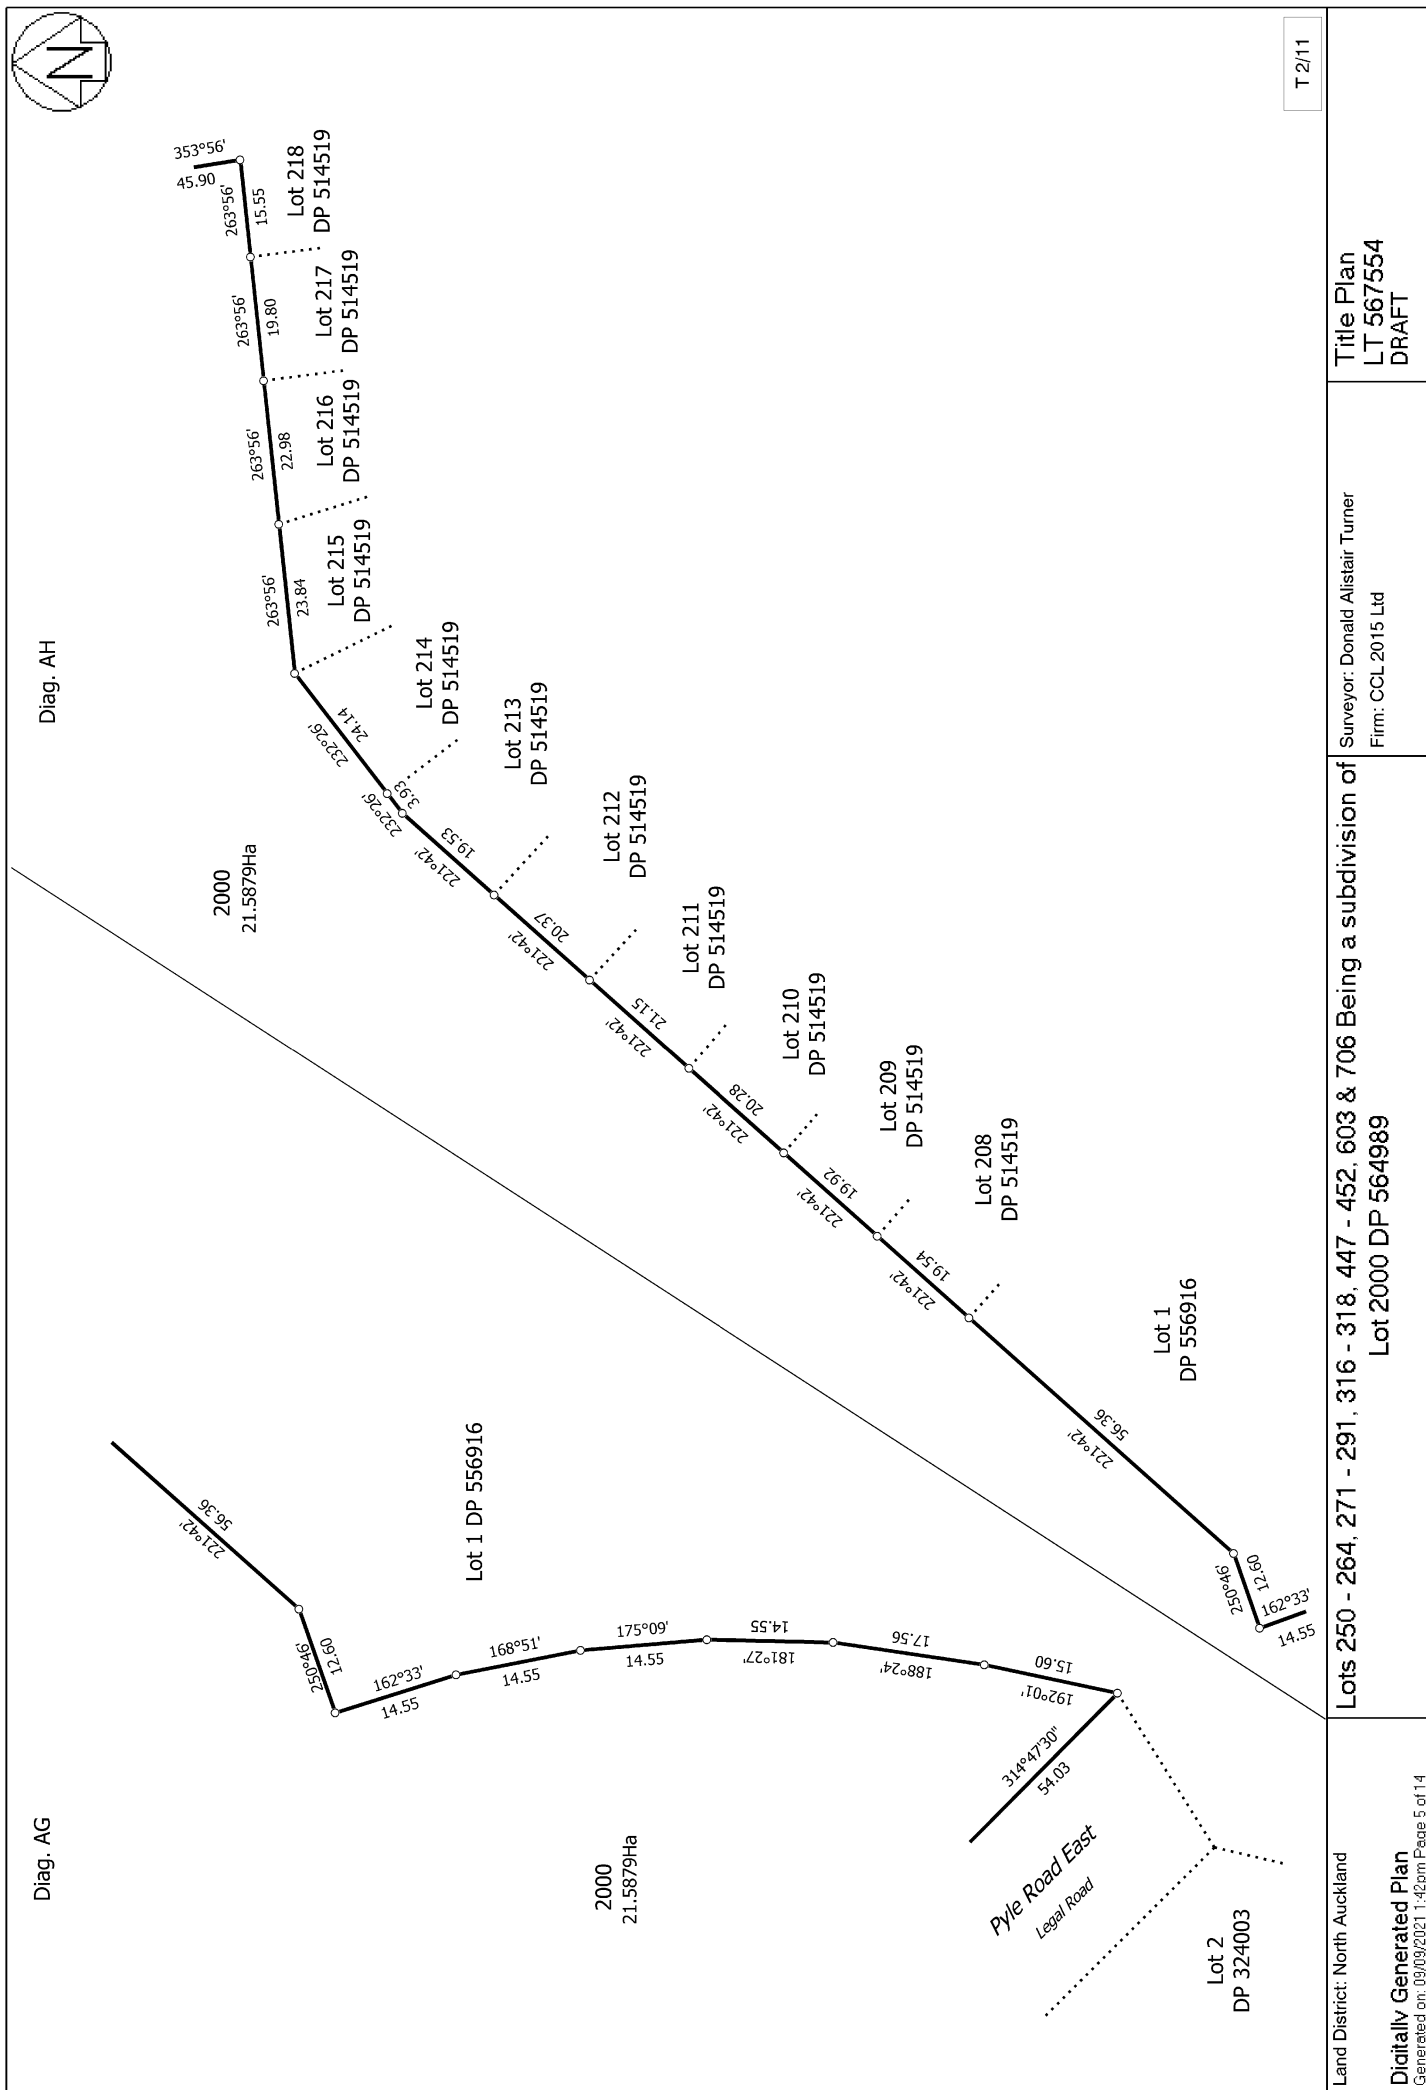 Diag. AG
221°42'
56.36
250°46'
12.60
162°33'
14.55
168°51'
14.55
175°09'
14.55
181°27'
14.55
188°24'
17.56
192°01'
15.60
314°47'30"
54.03
Lot 1 DP 556916
2000
21.5879Ha
Pyle Road East
Legal Road
Lot 2
DP 324003
Diag. AH
N
353°56'
45.90
263°56'
15.55
Lot 218
DP 514519
263°56'
19.80
Lot 217
DP 514519
263°56'
22.98
Lot 216
DP 514519
263°56'
23.84
Lot 215
DP 514519
232°26'
24.14
Lot 214
DP 514519
232°26'
3.93
221°42'
19.53
Lot 213
DP 514519
221°42'
20.37
Lot 212
DP 514519
221°42'
21.15
Lot 211
DP 514519
221°42'
20.28
Lot 210
DP 514519
221°42'
19.92
Lot 209
DP 514519
221°42'
19.54
Lot 208
DP 514519
221°42'
56.36
Lot 1
DP 556916
250°46'
12.60
162°33'
14.55
2000
21.5879Ha
T 2/11
Land District: North Auckland
Digitally Generated Plan
Generated on: 09/09/2021 1:42pm Page 5 of 14
Lots 250 - 264, 271 - 291, 316 - 318, 447 - 452, 603 & 706 Being a subdivision of
Lot 2000 DP 564989
Surveyor: Donald Alistair Turner
Firm: CCL 2015 Ltd
Title Plan
LT 567554
DRAFT